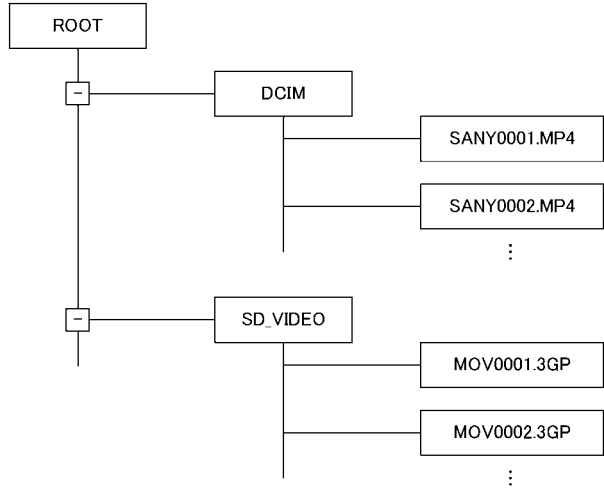 ROOT
DCIM
SANY0001.MP4
SANY0002.MP4
⋮
SD_VIDEO
MOV0001.3GP
MOV0002.3GP
⋮